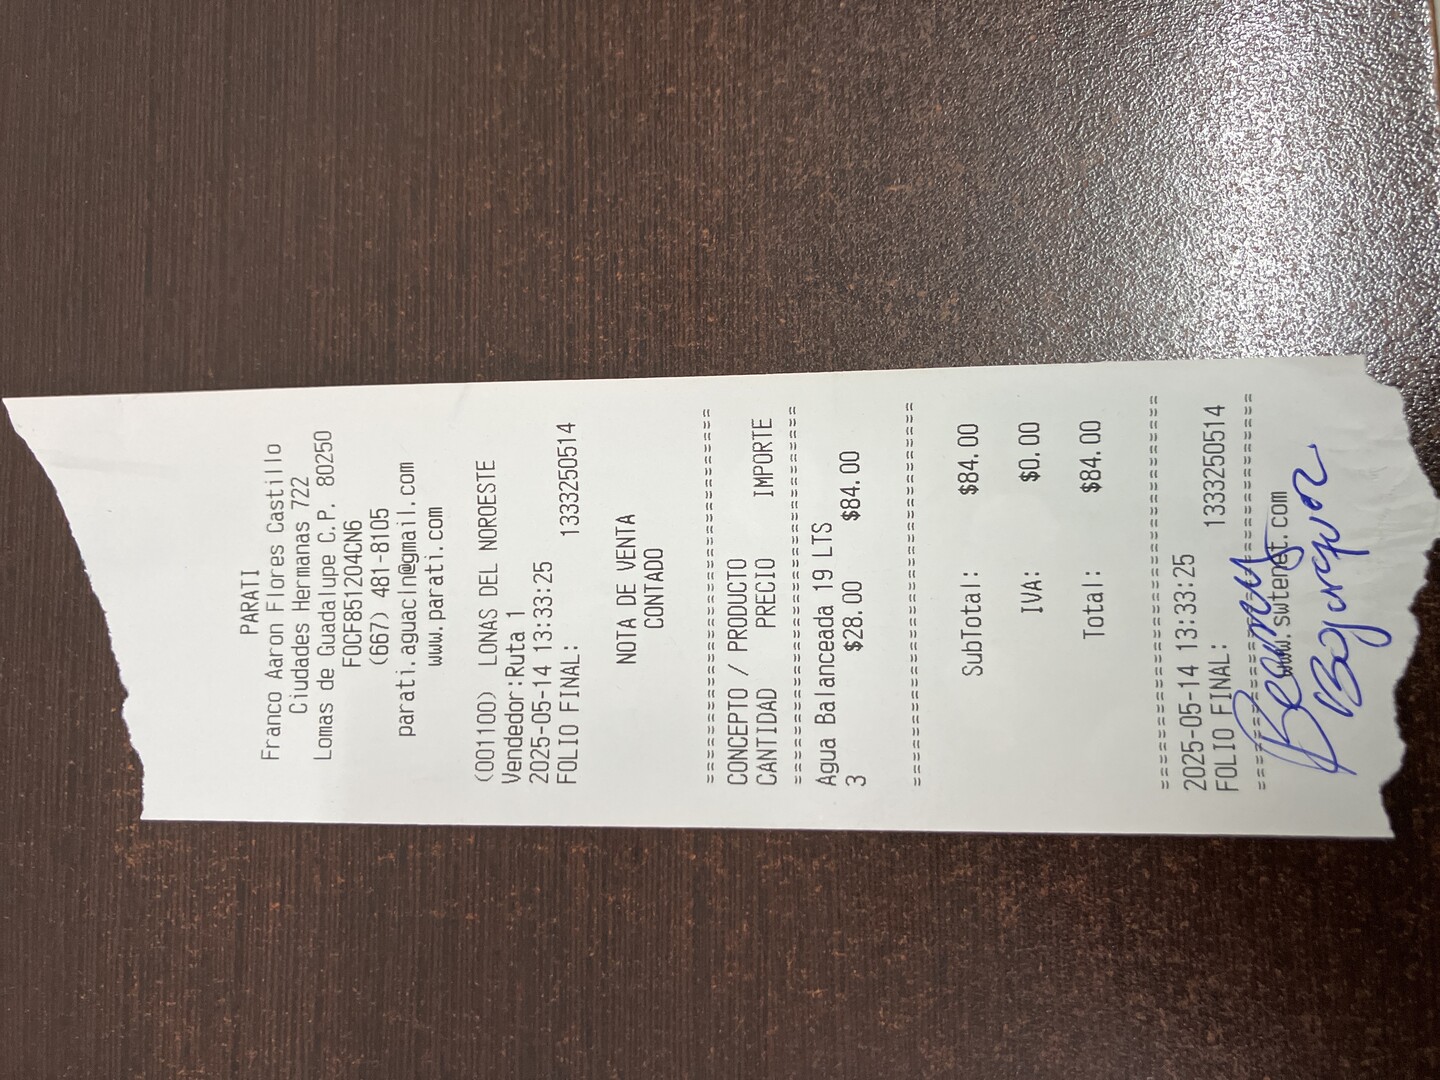 PARATI
Franco Aaron Flores Castillo
Ciudades Hermanas 722
Lomas de Guadalupe C.P. 80250
FOCF851204CN6
(667) 481-8105
parati.aguacln@gmail.com
www.parati.com
(001100) LONAS DEL NOROESTE
Vendedor:Ruta 1
2025-05-14 13:33:25
FOLIO FINAL: 1333250514
NOTA DE VENTA
CONTADO
================================
CONCEPTO / PRODUCTO
CANTIDAD PRECIO IMPORTE
================================
Agua Balanceada 19 LTS
3 $28.00 $84.00
================================
SubTotal: $84.00
IVA: $0.00
Total: $84.00
================================
2025-05-14 13:33:25
FOLIO FINAL: 1333250514
================================
www.swtenet.com